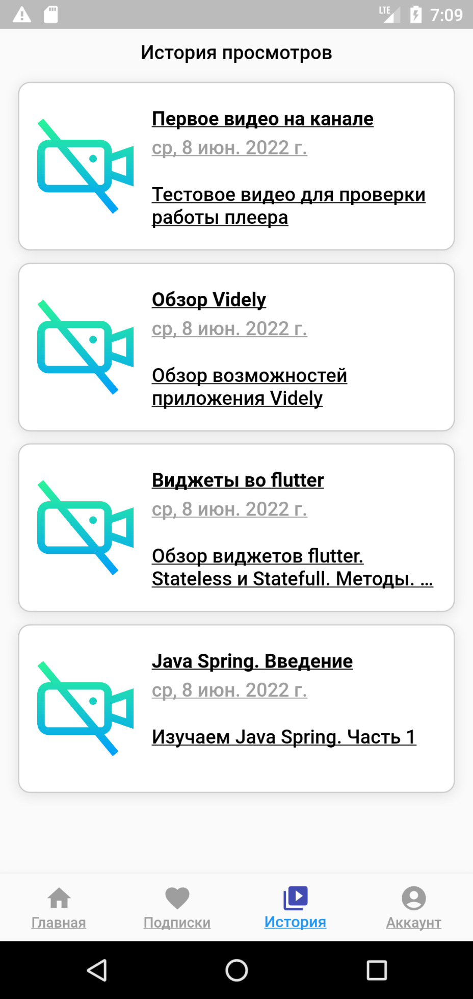 LTE 7:09
История просмотров
Первое видео на канале
ср, 8 июн. 2022 г.
Тестовое видео для проверки
работы плеера
Обзор Videly
ср, 8 июн. 2022 г.
Обзор возможностей
приложения Videly
Виджеты во flutter
ср, 8 июн. 2022 г.
Обзор виджетов flutter.
Stateless и Statefull. Методы. ...
Java Spring. Введение
ср, 8 июн. 2022 г.
Изучаем Java Spring. Часть 1
Главная Подписки История Аккаунт